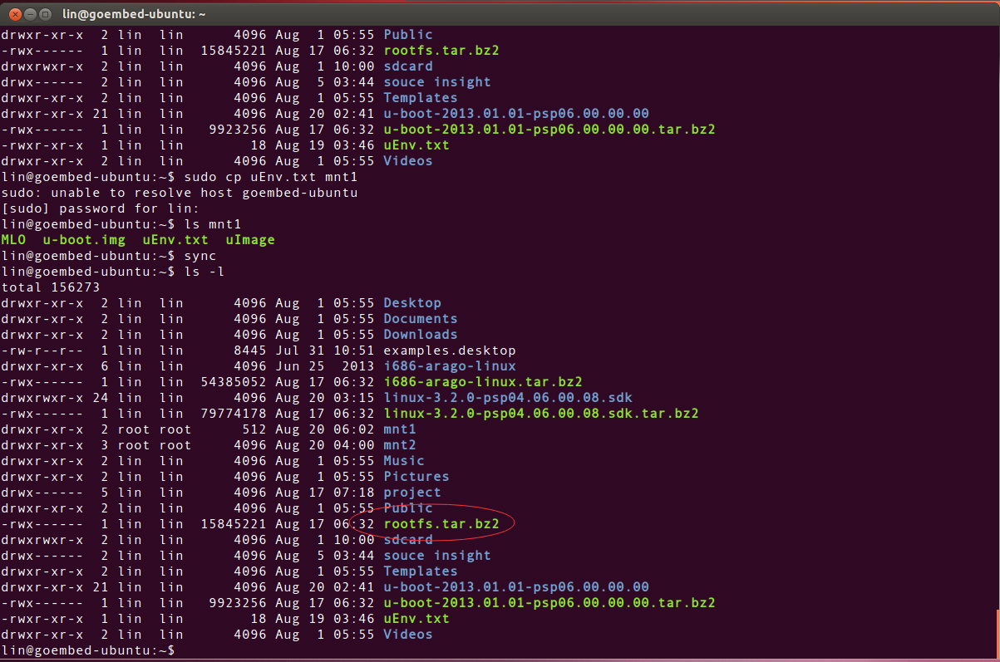 lin@goembed-ubuntu: ~
drwxr-xr-x  2 lin  lin      4096 Aug  1 05:55 Public
-rwx------  1 lin  lin  15845221 Aug 17 06:32 rootfs.tar.bz2
drwxrwxr-x  2 lin  lin      4096 Aug  1 10:00 sdcard
drwx------  2 lin  lin      4096 Aug  5 03:44 souce insight
drwxr-xr-x  2 lin  lin      4096 Aug  1 05:55 Templates
drwxr-xr-x 21 lin  lin      4096 Aug 20 02:41 u-boot-2013.01.01-psp06.00.00.00
-rwx------  1 lin  lin   9923256 Aug 17 06:32 u-boot-2013.01.01-psp06.00.00.00.tar.bz2
-rwxr-xr-x  1 lin  lin        18 Aug 19 03:46 uEnv.txt
drwxr-xr-x  2 lin  lin      4096 Aug  1 05:55 Videos
lin@goembed-ubuntu:~$ sudo cp uEnv.txt mnt1
sudo: unable to resolve host goembed-ubuntu
[sudo] password for lin:
lin@goembed-ubuntu:~$ ls mnt1
MLO  u-boot.img  uEnv.txt  uImage
lin@goembed-ubuntu:~$ sync
lin@goembed-ubuntu:~$ ls -l
total 156273
drwxr-xr-x  2 lin  lin      4096 Aug  1 05:55 Desktop
drwxr-xr-x  2 lin  lin      4096 Aug  1 05:55 Documents
drwxr-xr-x  2 lin  lin      4096 Aug  1 05:55 Downloads
-rw-r--r--  1 lin  lin      8445 Jul 31 10:51 examples.desktop
drwxr-xr-x  6 lin  lin      4096 Jun 25  2013 i686-arago-linux
-rwx------  1 lin  lin  54385052 Aug 17 06:32 i686-arago-linux.tar.bz2
drwxrwxr-x 24 lin  lin      4096 Aug 20 03:15 linux-3.2.0-psp04.06.00.08.sdk
-rwx------  1 lin  lin  79774178 Aug 17 06:32 linux-3.2.0-psp04.06.00.08.sdk.tar.bz2
drwxr-xr-x  2 root root      512 Aug 20 06:02 mnt1
drwxr-xr-x  3 root root     4096 Aug 20 04:00 mnt2
drwxr-xr-x  2 lin  lin      4096 Aug  1 05:55 Music
drwxr-xr-x  2 lin  lin      4096 Aug  1 05:55 Pictures
drwx------  5 lin  lin      4096 Aug 17 07:18 project
drwxr-xr-x  2 lin  lin      4096 Aug  1 05:55 Public
-rwx------  1 lin  lin  15845221 Aug 17 06:32 rootfs.tar.bz2
drwxrwxr-x  2 lin  lin      4096 Aug  1 10:00 sdcard
drwx------  2 lin  lin      4096 Aug  5 03:44 souce insight
drwxr-xr-x  2 lin  lin      4096 Aug  1 05:55 Templates
drwxr-xr-x 21 lin  lin      4096 Aug 20 02:41 u-boot-2013.01.01-psp06.00.00.00
-rwx------  1 lin  lin   9923256 Aug 17 06:32 u-boot-2013.01.01-psp06.00.00.00.tar.bz2
-rwxr-xr-x  1 lin  lin        18 Aug 19 03:46 uEnv.txt
drwxr-xr-x  2 lin  lin      4096 Aug  1 05:55 Videos
lin@goembed-ubuntu:~$